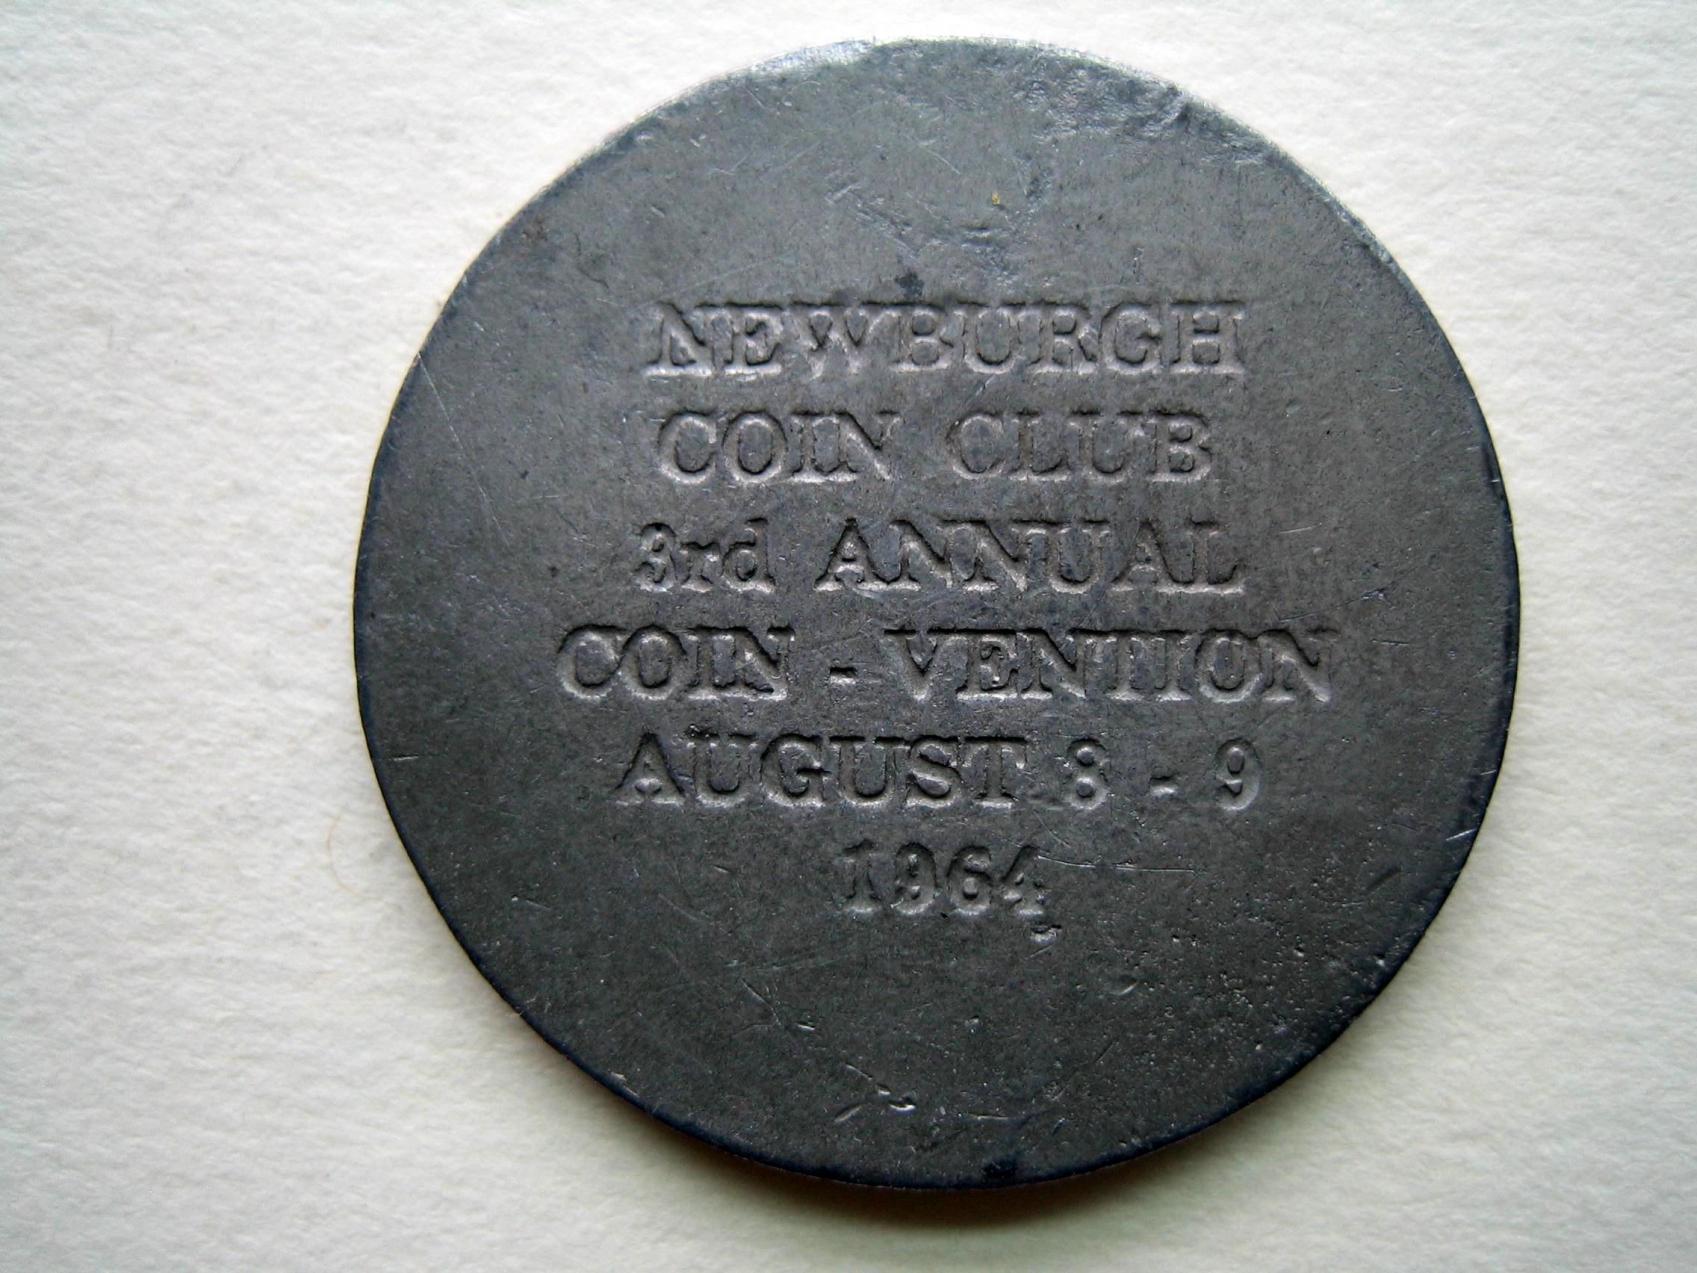 NEWBURGH
COIN CLUB
3rd ANNUAL
COIN - VENTION
AUGUST 8 - 9
1964